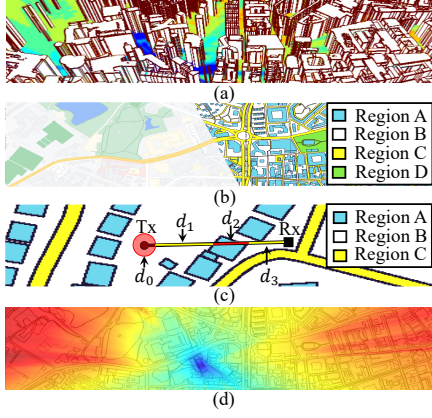 (a)
Region A
Region B
Region C
Region D
(b)
Tx
d₁
d₂
Rx
d₀
d₃
Region A
Region B
Region C
(c)
(d)